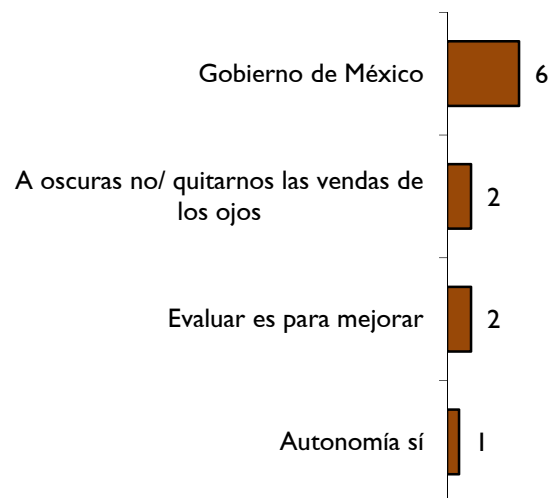 Gobierno de México 6
A oscuras no/ quitarnos las vendas de
los ojos 2
Evaluar es para mejorar 2
Autonomía sí 1